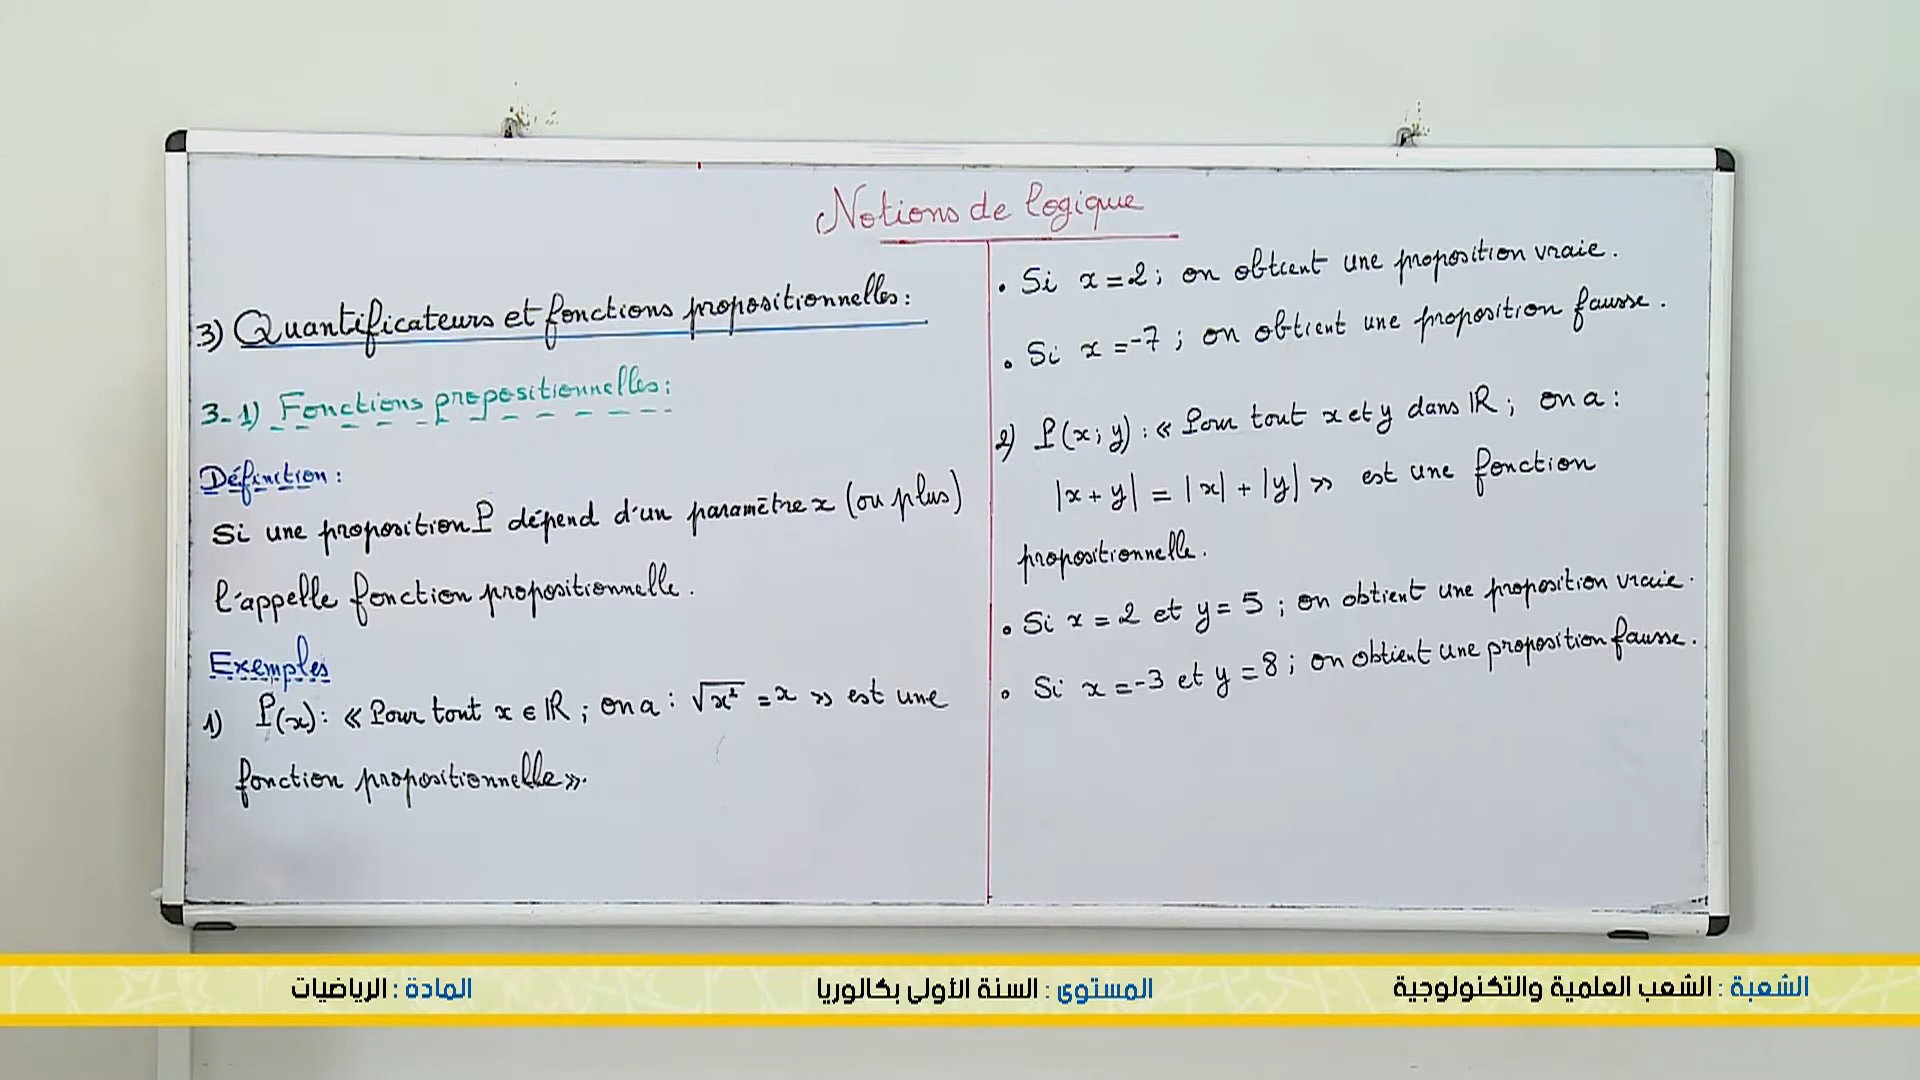 Notions de logique
3) Quantificateurs et fonctions propositionnelles :
3-1) Fonctions propositionnelles :
Définition :
Si une proposition P dépend d'un paramètre x (ou plus)
l'appelle fonction propositionnelle.
Exemples
1) P(x) : « Pour tout x ∈ ℝ ; on a : √x² = x » est une
fonction propositionnelle ».
• Si x = 2 ; on obtient une proposition vraie.
• Si x = -7 ; on obtient une proposition fausse.
2) P(x ; y) : « Pour tout x et y dans ℝ ; on a :
|x + y| = |x| + |y| » est une fonction
propositionnelle.
• Si x = 2 et y = 5 ; on obtient une proposition vraie.
• Si x = -3 et y = 8 ; on obtient une proposition fausse.
الشعبة : الشعب العلمية والتكنولوجية
المستوى : السنة الأولى بكالوريا
المادة : الرياضيات